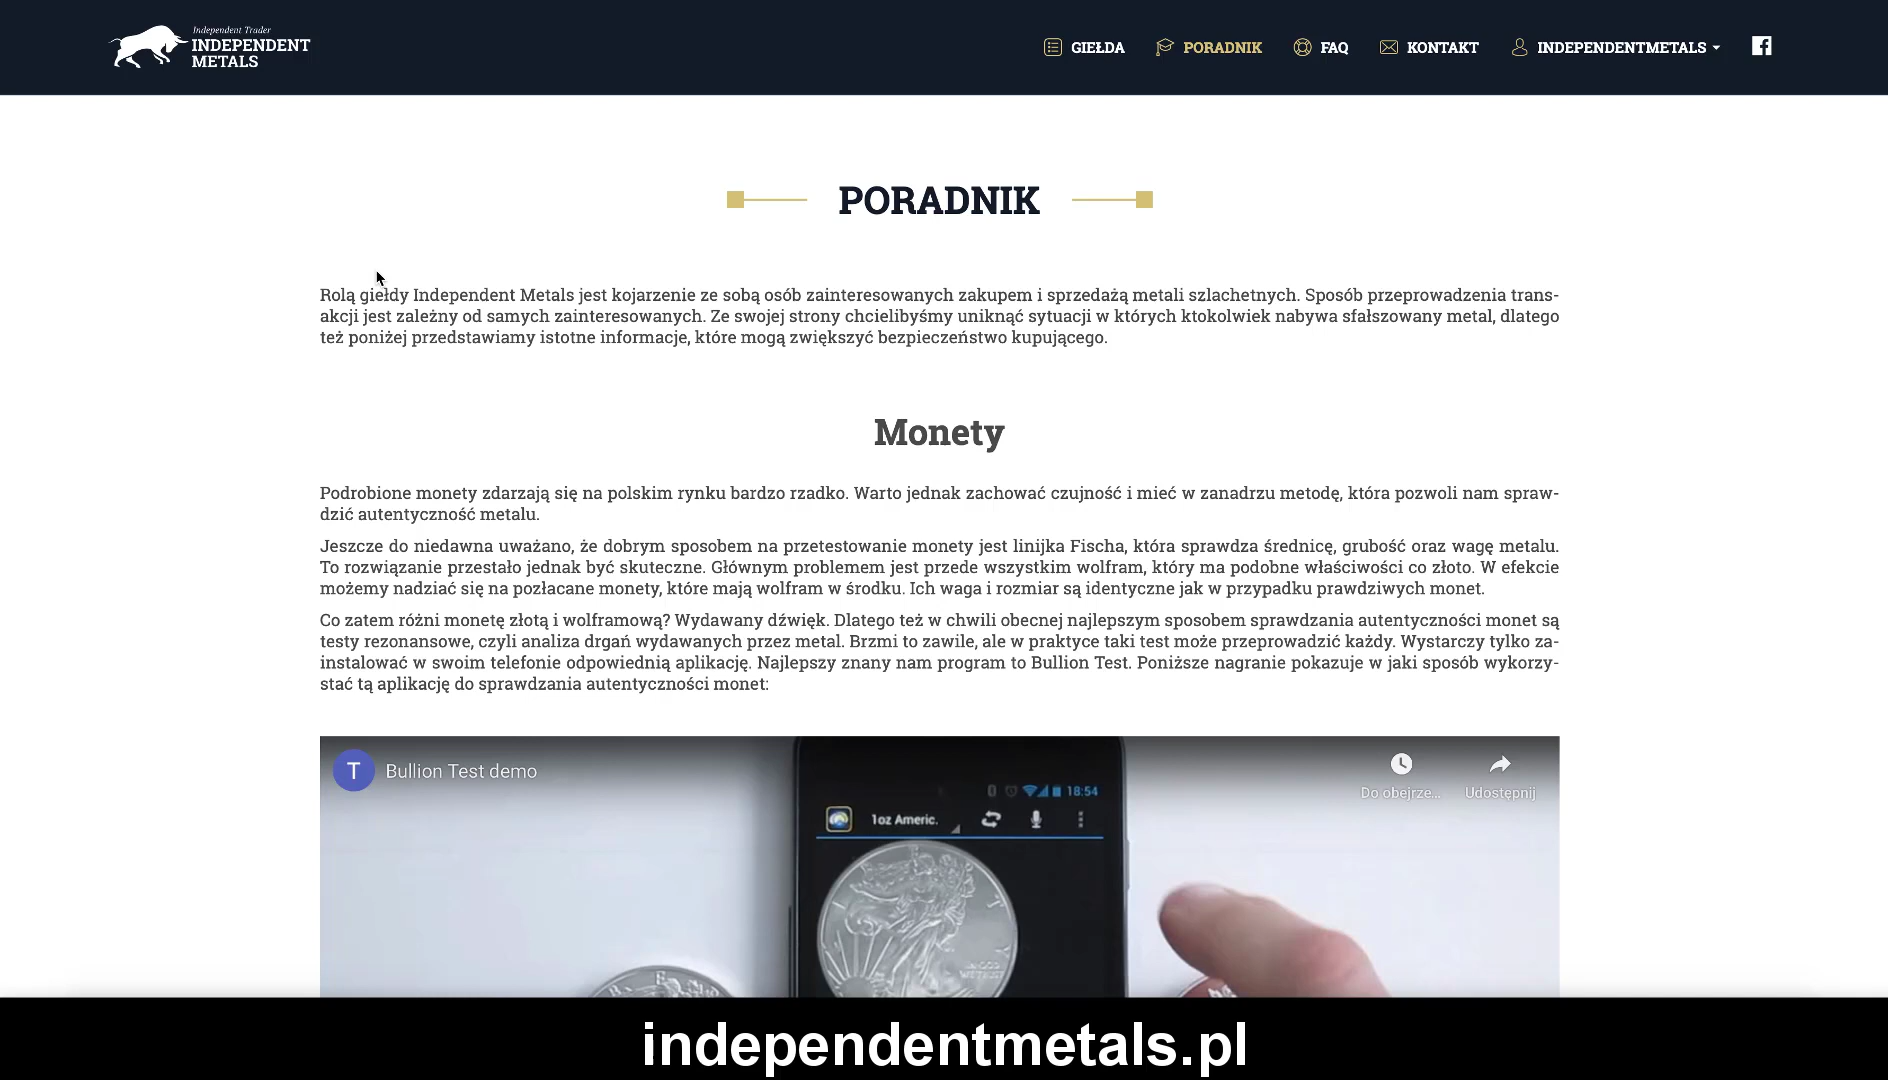 Independent Trader
INDEPENDENT
METALS
GIEŁDA
PORADNIK
FAQ
KONTAKT
INDEPENDENTMETALS
PORADNIK
Rolą giełdy Independent Metals jest kojarzenie ze sobą osób zainteresowanych zakupem i sprzedażą metali szlachetnych. Sposób przeprowadzenia trans-
akcji jest zależny od samych zainteresowanych. Ze swojej strony chcielibyśmy uniknąć sytuacji w których ktokolwiek nabywa sfałszowany metal, dlatego
też poniżej przedstawiamy istotne informacje, które mogą zwiększyć bezpieczeństwo kupującego.
Monety
Podrobione monety zdarzają się na polskim rynku bardzo rzadko. Warto jednak zachować czujność i mieć w zanadrzu metodę, która pozwoli nam spraw-
dzić autentyczność metalu.
Jeszcze do niedawna uważano, że dobrym sposobem na przetestowanie monety jest linijka Fischa, która sprawdza średnicę, grubość oraz wagę metalu.
To rozwiązanie przestało jednak być skuteczne. Głównym problemem jest przede wszystkim wolfram, który ma podobne właściwości co złoto. W efekcie
możemy nadziać się na pozłacane monety, które mają wolfram w środku. Ich waga i rozmiar są identyczne jak w przypadku prawdziwych monet.
Co zatem różni monetę złotą i wolframową? Wydawany dźwięk. Dlatego też w chwili obecnej najlepszym sposobem sprawdzania autentyczności monet są
testy rezonansowe, czyli analiza drgań wydawanych przez metal. Brzmi to zawile, ale w praktyce taki test może przeprowadzić każdy. Wystarczy tylko za-
instalować w swoim telefonie odpowiednią aplikację. Najlepszy znany nam program to Bullion Test. Poniższe nagranie pokazuje w jaki sposób wykorzy-
stać tą aplikację do sprawdzania autentyczności monet:
T
Bullion Test demo
Do obejrze...
Udostępnij
18:54
1oz Americ.
independentmetals.pl